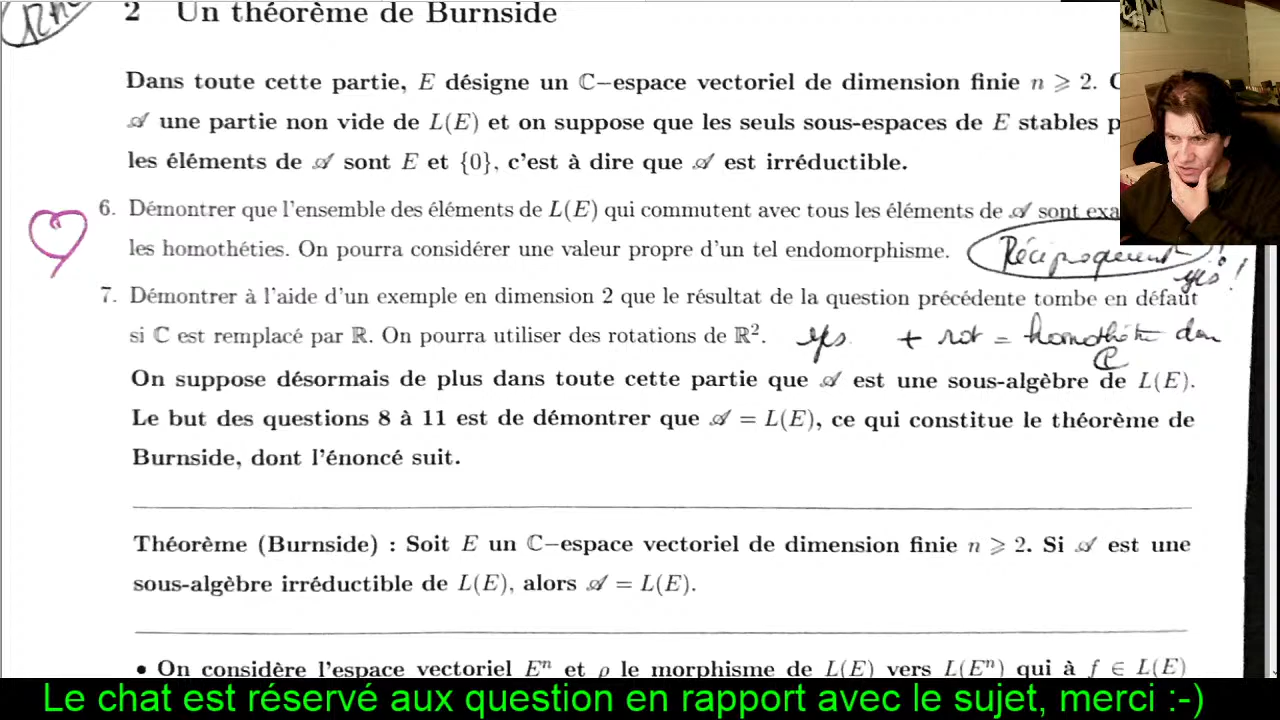 2 Un théorème de Burnside
Dans toute cette partie, E désigne un ℂ−espace vectoriel de dimension finie n ⩾ 2.
𝒜 une partie non vide de L(E) et on suppose que les seuls sous-espaces de E stables p
les éléments de 𝒜 sont E et {0}, c'est à dire que 𝒜 est irréductible.
6. Démontrer que l'ensemble des éléments de L(E) qui commutent avec tous les éléments de 𝒜 sont exa
les homothéties. On pourra considérer une valeur propre d'un tel endomorphisme. Réciproquement
yes !
7. Démontrer à l'aide d'un exemple en dimension 2 que le résultat de la question précédente tombe en défaut
si ℂ est remplacé par ℝ. On pourra utiliser des rotations de ℝ². yes. + rot = homothétie dan
ℂ
On suppose désormais de plus dans toute cette partie que 𝒜 est une sous-algèbre de L(E).
Le but des questions 8 à 11 est de démontrer que 𝒜 = L(E), ce qui constitue le théorème de
Burnside, dont l'énoncé suit.
Théorème (Burnside) : Soit E un ℂ−espace vectoriel de dimension finie n ⩾ 2. Si 𝒜 est une
sous-algèbre irréductible de L(E), alors 𝒜 = L(E).
• On considère l'espace vectoriel Eⁿ et ρ le morphisme de L(E) vers L(Eⁿ) qui à f ∈ L(E)
Le chat est réservé aux question en rapport avec le sujet, merci :-)